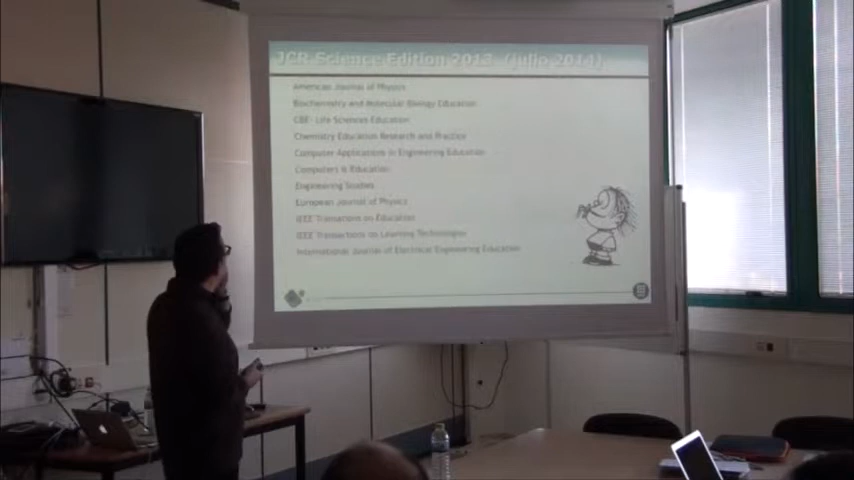 JCR Science Edition 2013 (julio 2014)
American Journal of Physics
Biochemistry and Molecular Biology Education
CBE- Life Sciences Education
Chemistry Education Research and Practice
Computer Applications in Engineering Education
Computers & Education
Engineering Studies
European Journal of Physics
IEEE Transations on Education
IEEE Transactions on Learning Technologies
International Journal of Electrical Engineering Education